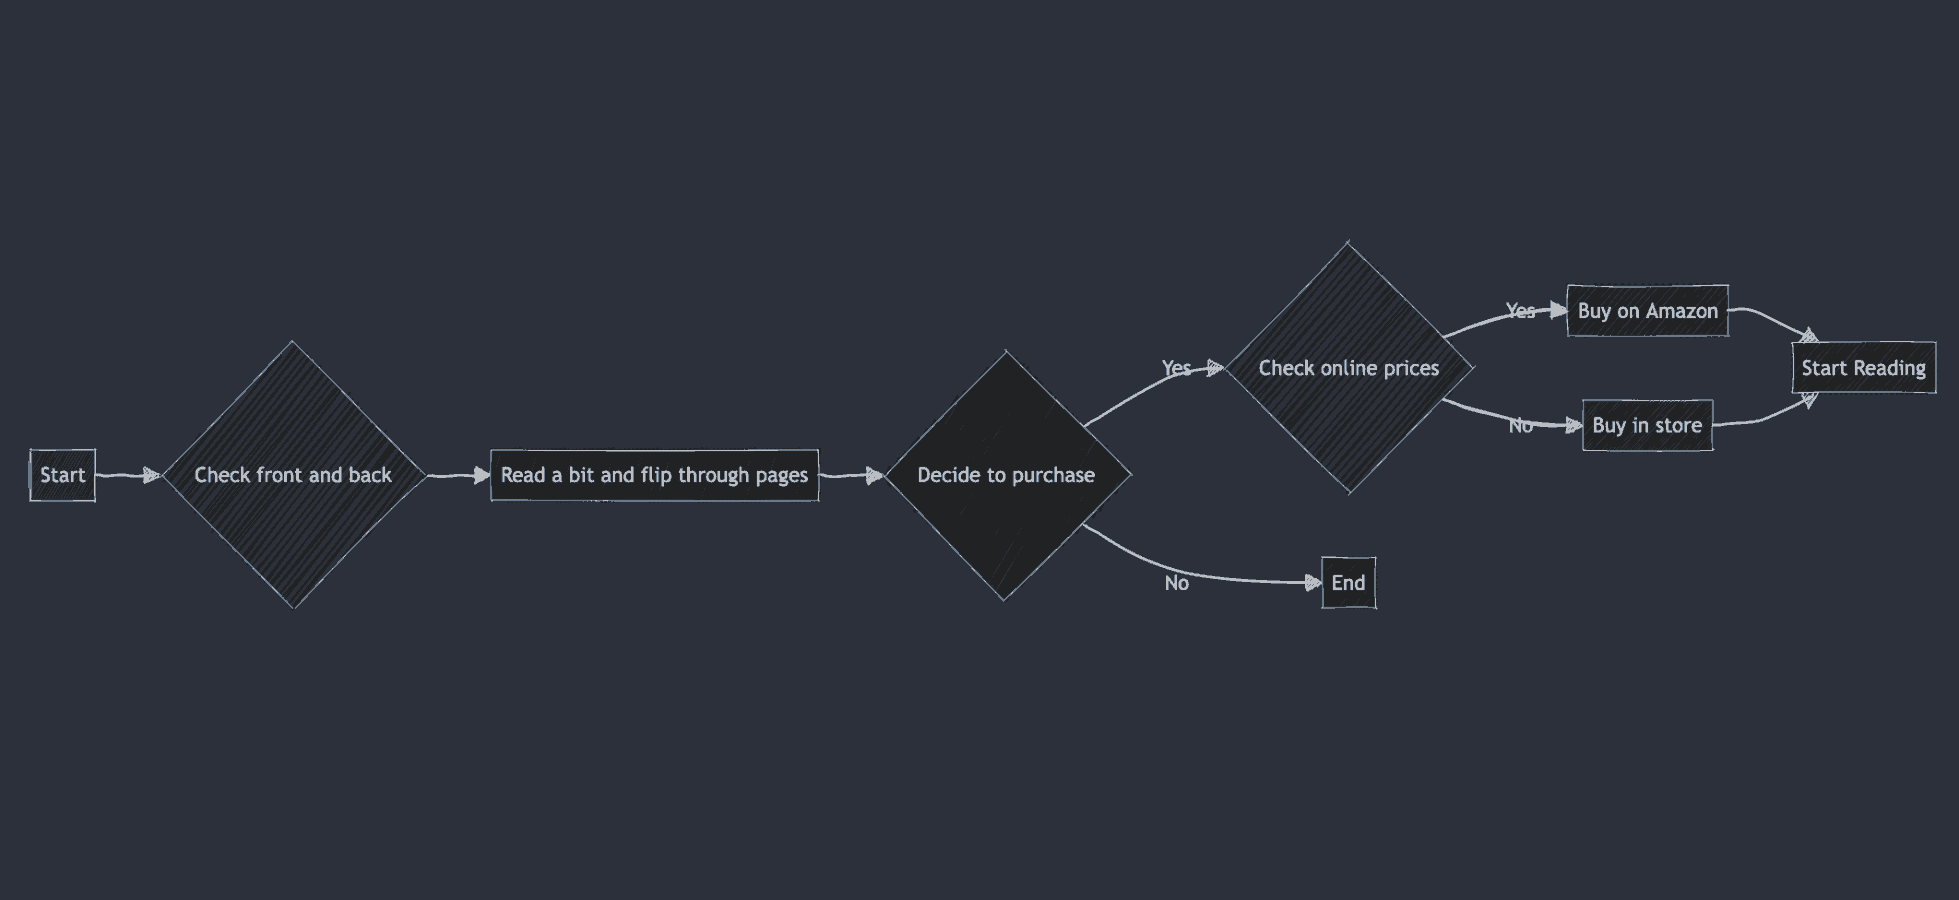 Start
Check front and back
Read a bit and flip through pages
Decide to purchase
Yes
No
Check online prices
End
Yes
No
Buy on Amazon
Buy in store
Start Reading